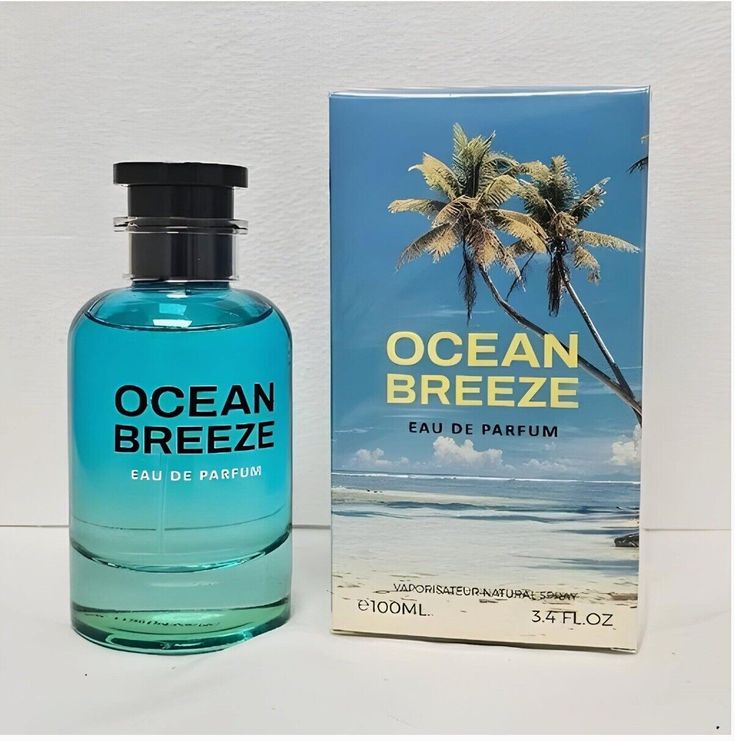 OCEAN
BREEZE
EAU DE PARFUM
OCEAN
BREEZE
EAU DE PARFUM
VAPORISATEUR NATURAL SPRAY
e100ML
3.4 FL.OZ